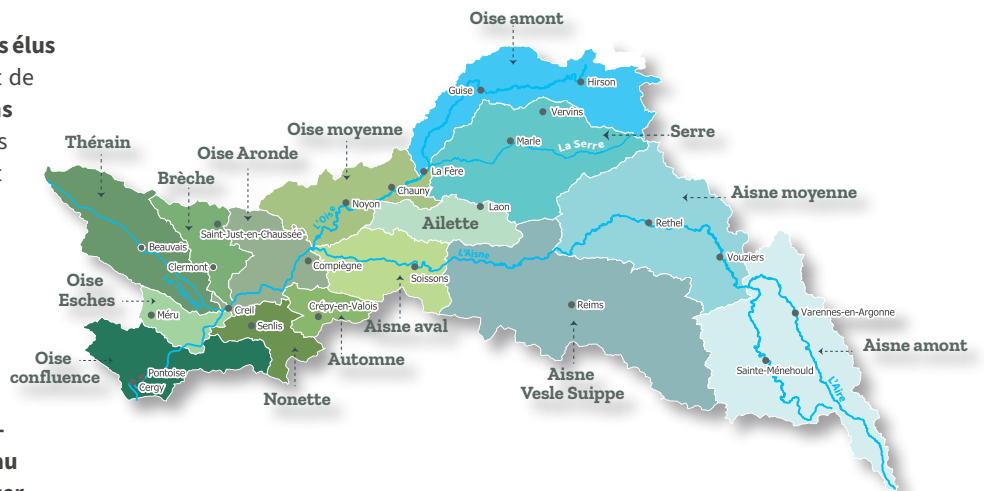 s élus
t de
ns
s
t
-
au
Oise amont
Hirson
Guise
Vervins
Serre
Oise moyenne
Marle
La Serre
Thérain
Oise Aronde
La Fère
Brèche
Chauny
Aisne moyenne
Noyon
Laon
L'Oise
Ailette
Rethel
Saint-Just-en-Chaussée
Beauvais
L'Aisne
Vouziers
Clermont
Compiègne
Soissons
Oise
Esches
Reims
Crépy-en-Valois
Creil
Méru
Varennes-en-Argonne
Senlis
Aisne aval
Aisne amont
Oise
confluence
Automne
Sainte-Ménehould
Pontoise
Aisne
Vesle Suippe
Cergy
L'Aire
Nonette